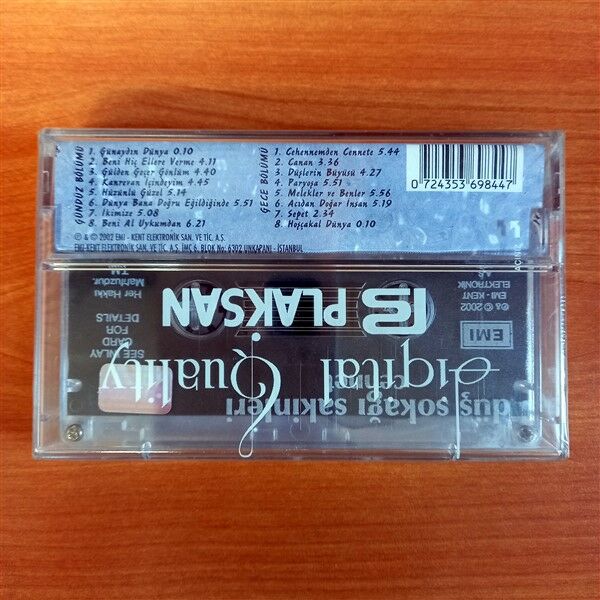 GÜNDÜZ BÖLÜMÜ
1. Günaydın Dünya 0.10
2. Beni Hiç Ellere Verme 4.11
3. Gülden Geçer Gönlüm 4.40
4. Kanrevan İçindeyim 4.45
5. Hüzünlü Güzel 5.14
6. Dünya Bana Doğru Eğildiğinde 5.51
7. İkimize 5.08
8. Beni Al Uykumdan 6.21
GECE BÖLÜMÜ
1. Cehennemden Cennete 5.44
2. Canan 3.36
3. Düşlerin Büyüsü 4.27
4. Paryoşa 5.51
5. Melekler ve Benler 5.56
6. Acıdan Doğar İnsan 5.19
7. Sepet 2.34
8. Hoşçakal Dünya 0.10
0 724353 698447
℗ & © 2002 EMI - KENT ELEKTRONİK SAN. VE TİC. A.Ş.
EMI-KENT ELEKTRONİK SAN. VE TİC. A.Ş. İMÇ 6. BLOK No: 6302 UNKAPANI - İSTANBUL
EMI
℗ & © 2002
EMI - KENT
ELEKTRONİK
A.Ş.
PLAKSAN
Her Hakkı
Mahfuzdur.
TM
Digital Quality
SEE INLAY
CARD
FOR
DETAILS
düş sokağı sakinleri
cennet